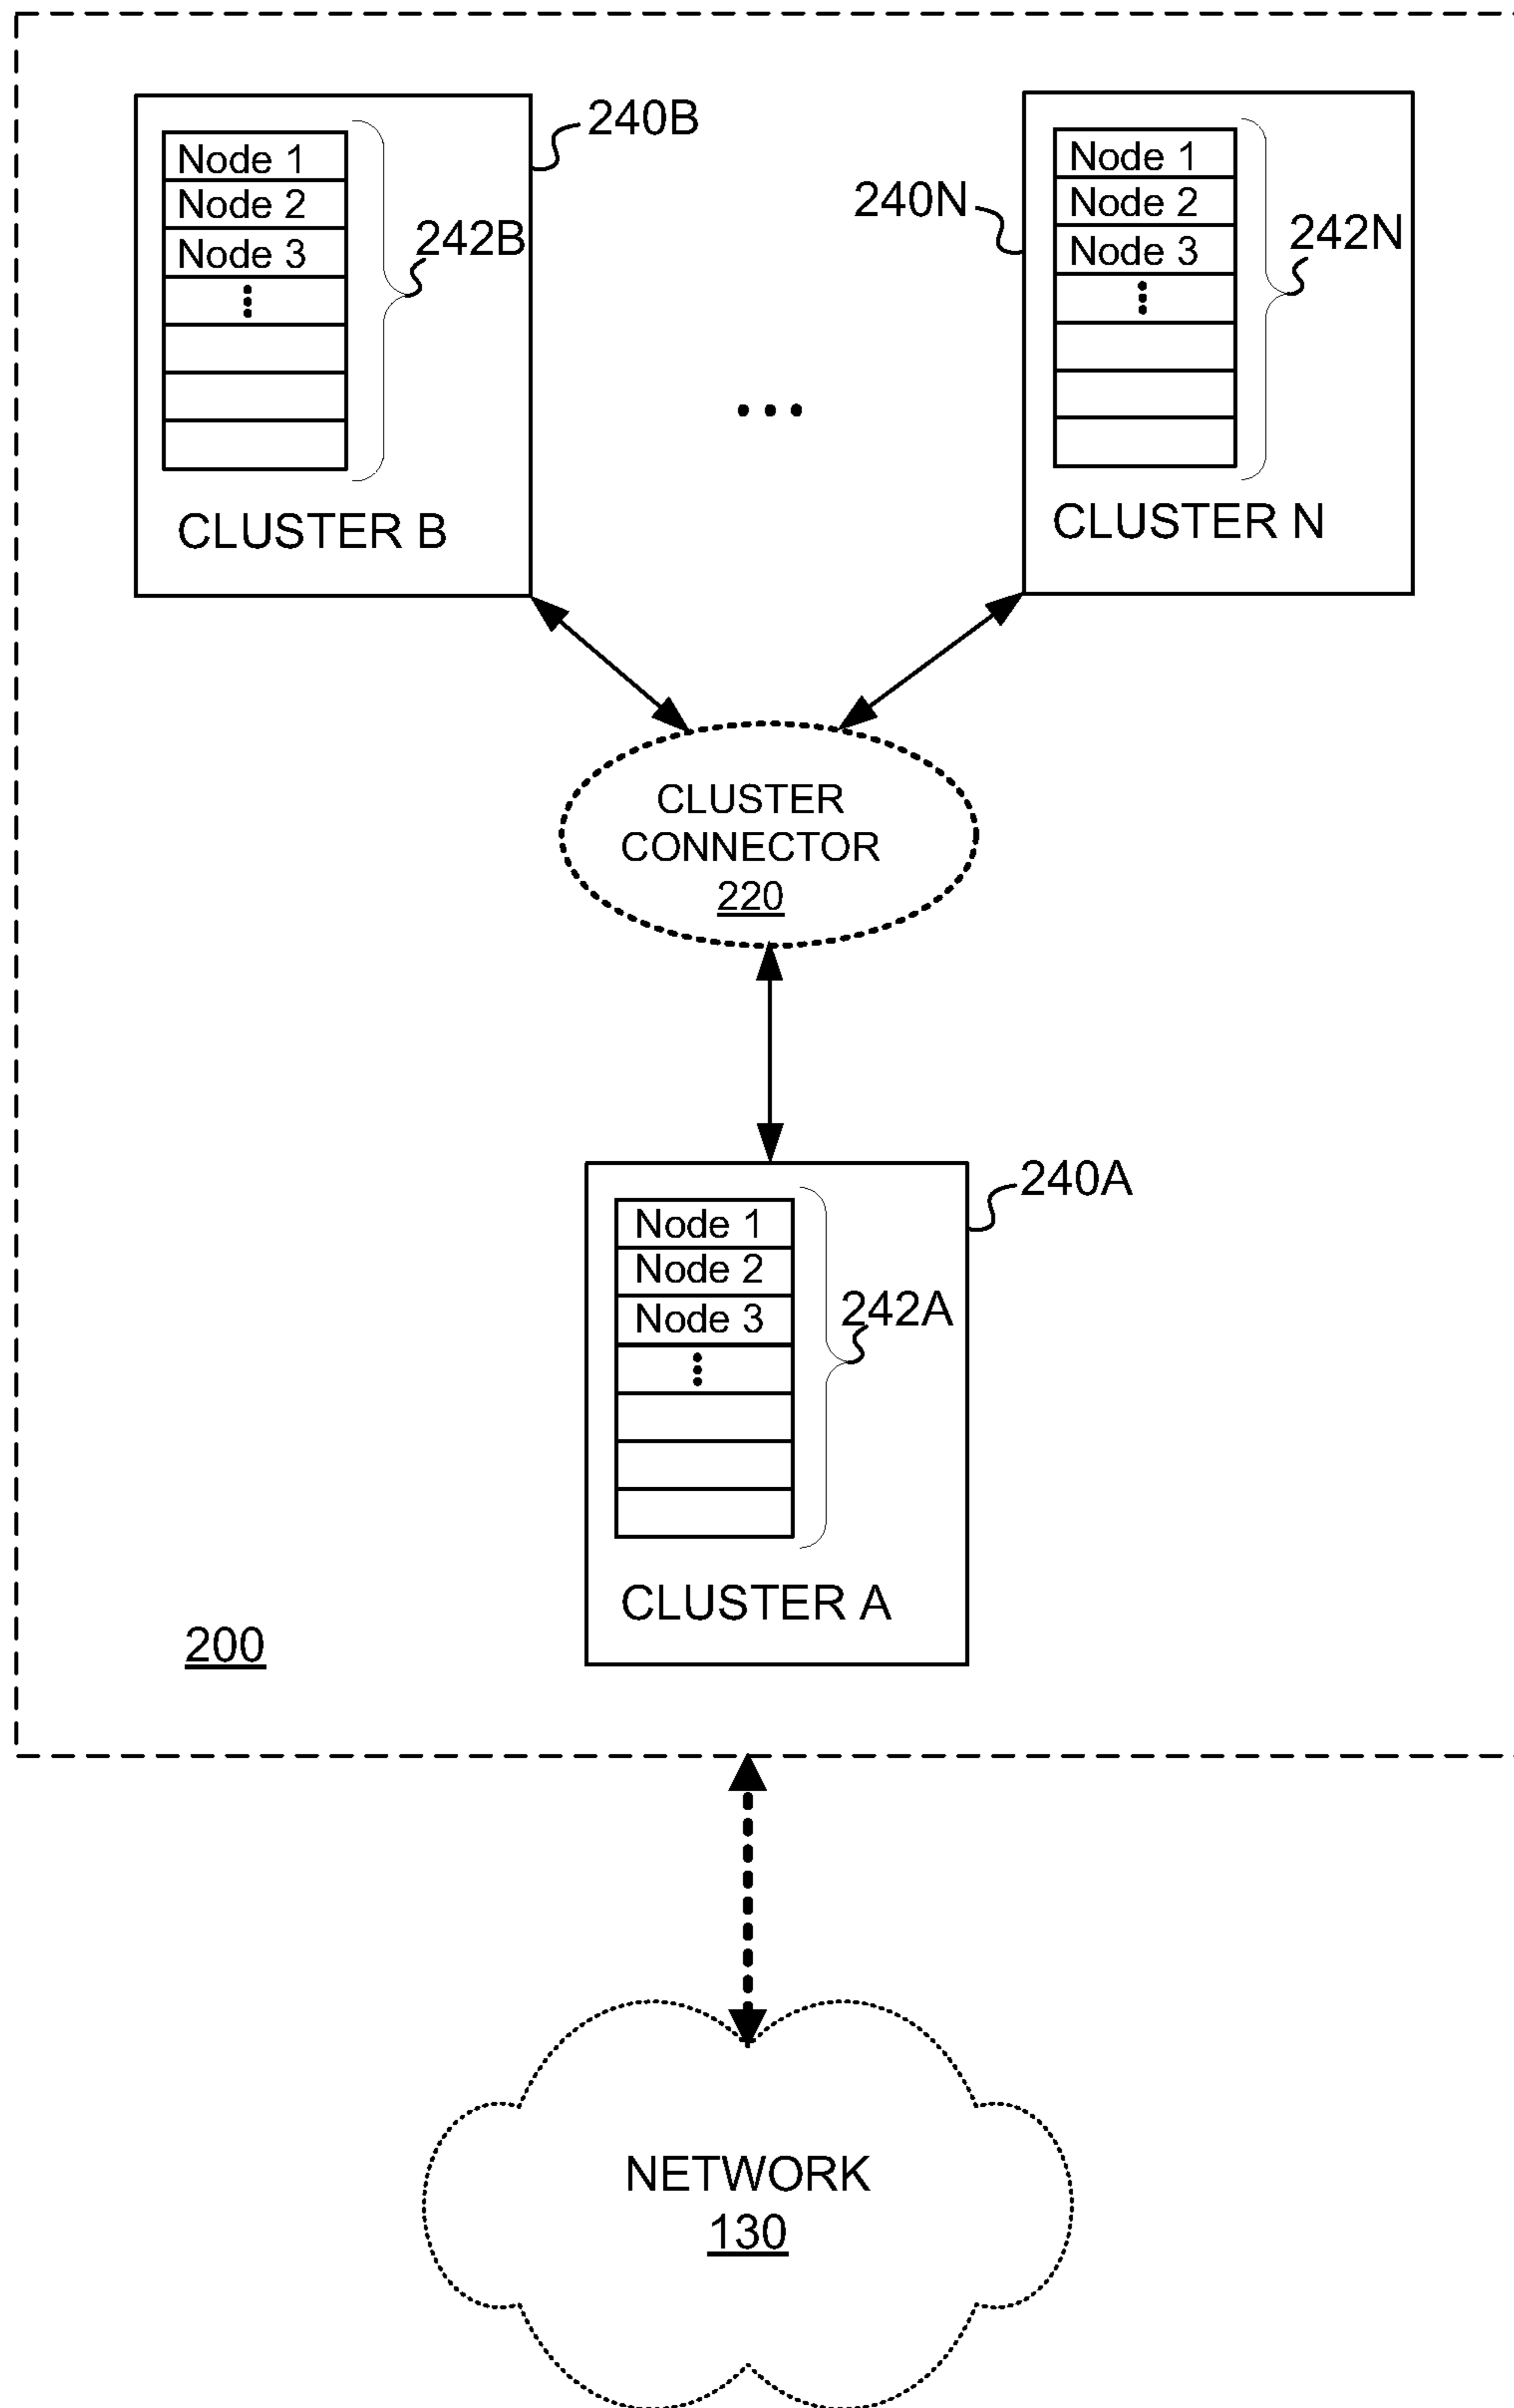 240B
Node 1
Node 2
Node 3
242B
CLUSTER B
240N
Node 1
Node 2
Node 3
242N
CLUSTER N
...
CLUSTER
CONNECTOR
220
240A
Node 1
Node 2
Node 3
242A
CLUSTER A
200
NETWORK
130